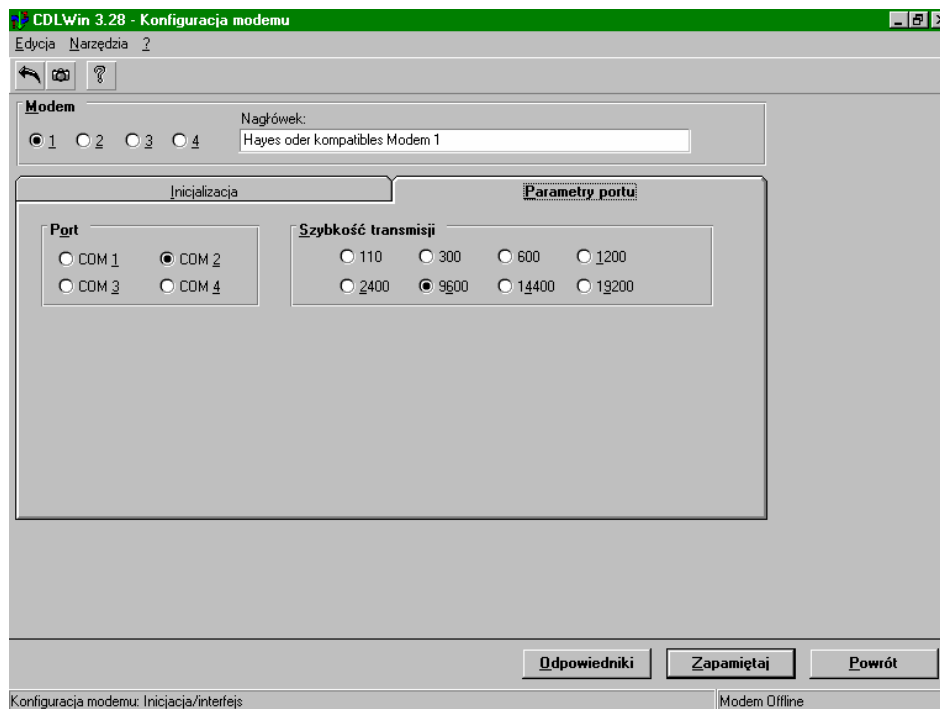 CDLWin 3.28 - Konfiguracja modemu
Edycja Narzędzia ?
Modem
Nagłówek:
1 2 3 4 Hayes oder kompatibles Modem 1
Inicjalizacja Parametry portu
Port Szybkość transmisji
COM 1 COM 2 110 300 600 1200
COM 3 COM 4 2400 9600 14400 19200
Odpowiedniki Zapamiętaj Powrót
Konfiguracja modemu: Inicjacja/interfejs Modem Offline